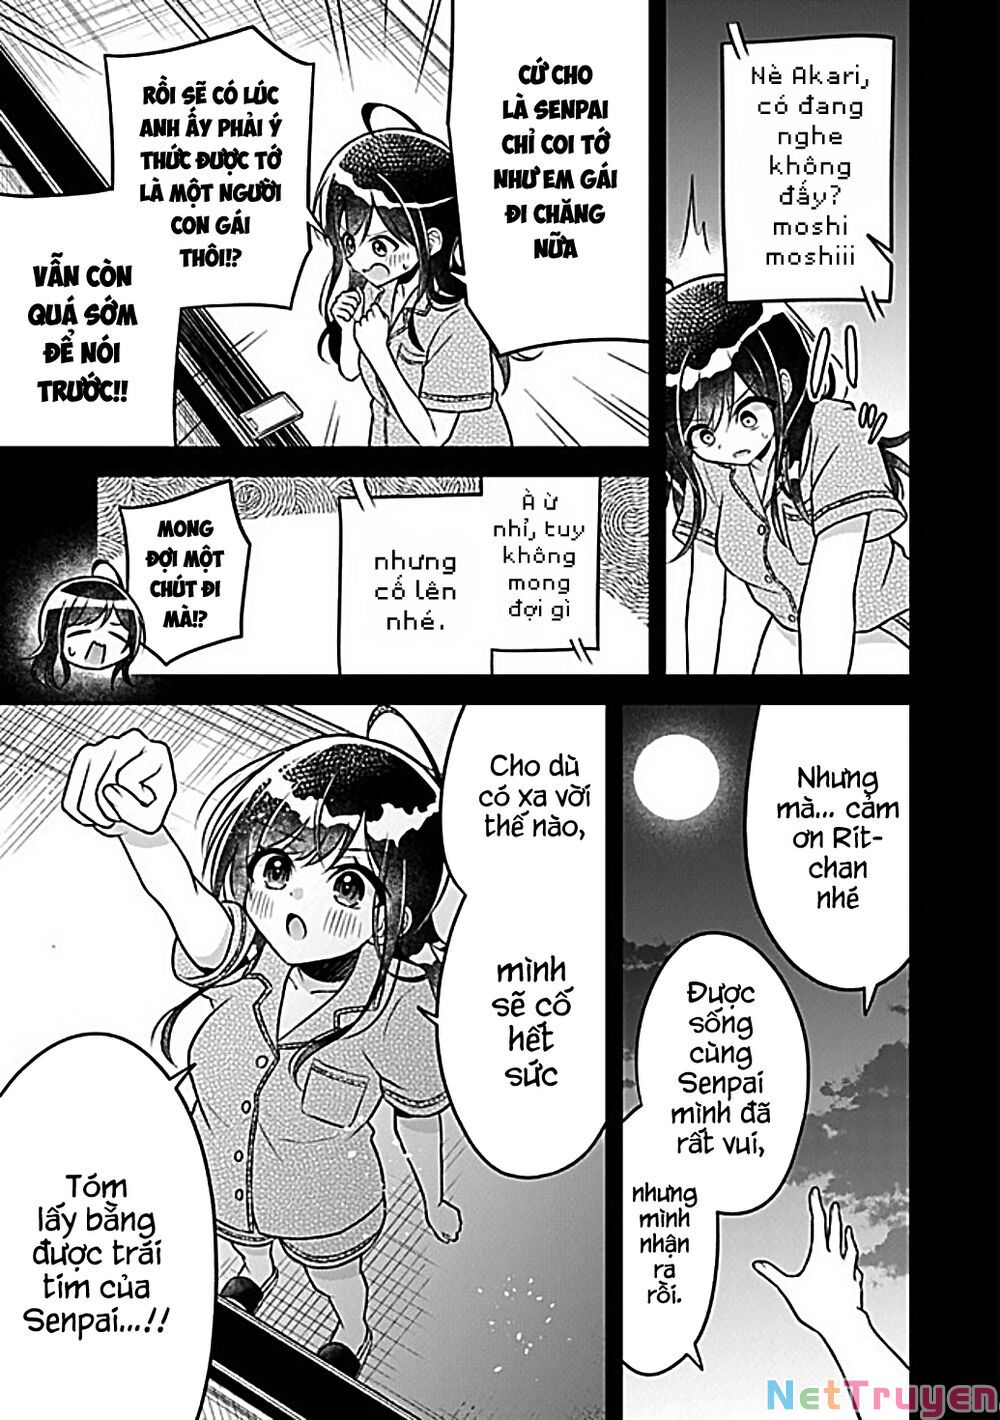 Nè Akari,
có đang
nghe
không
đấy?
moshi
moshiii
CỨ CHO
LÀ SENPAI
CHỈ COI TỚ
NHƯ EM GÁI
ĐI CHĂNG
NỮA
RỒI SẼ CÓ LÚC
ANH ẤY PHẢI Ý
THỨC ĐƯỢC TỚ
LÀ MỘT NGƯỜI
CON GÁI
THÔI!?
VẪN CÒN
QUÁ SỚM
ĐỂ NÓI
TRƯỚC!!
À ừ
nhỉ, tuy
không
mong
đợi gì
nhưng
cố lên
nhé.
MONG
ĐỢI MỘT
CHÚT ĐI
MÀ!?
Nhưng
mà... cảm
ơn Rit-
chan
nhé
Được
sống
cùng
Senpai
mình đã
rất vui,
nhưng
mình
nhận
ra
rồi.
Cho dù
có xa vời
thế nào,
mình
sẽ cố
hết
sức
Tóm
lấy bằng
được trái
tim của
Senpai...!!
NetTruyen